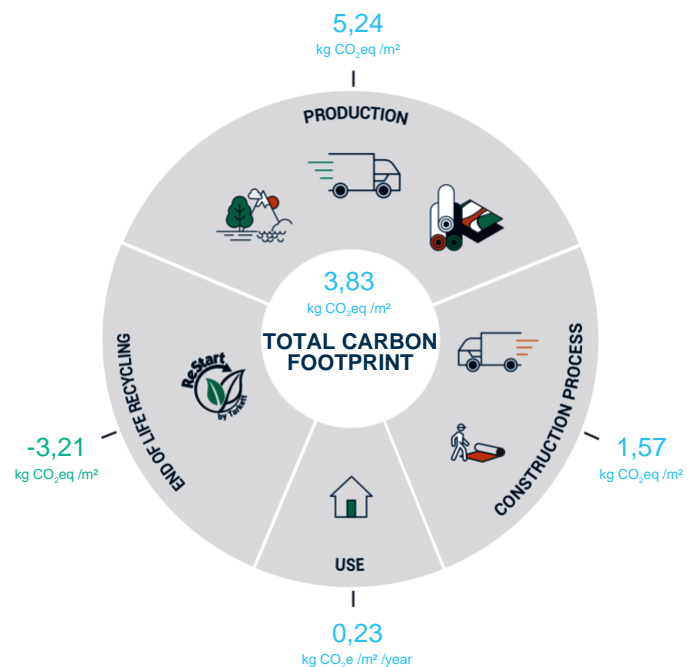 5,24
kg CO₂eq /m²
PRODUCTION
3,83
kg CO₂eq /m²
TOTAL CARBON
FOOTPRINT
END OF LIFE RECYCLING
ReStart
by Tarkett
CONSTRUCTION PROCESS
-3,21
kg CO₂eq /m²
1,57
kg CO₂eq /m²
USE
0,23
kg CO₂e /m² /year